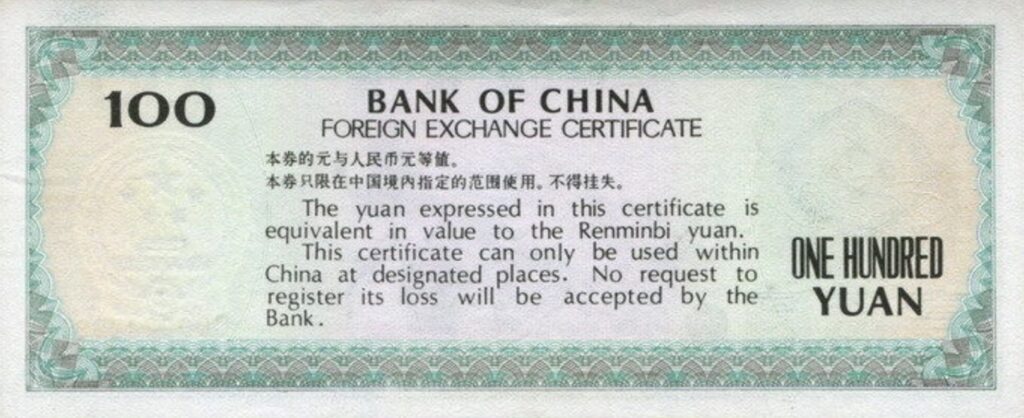 100
BANK OF CHINA
FOREIGN EXCHANGE CERTIFICATE
本券的元与人民币元等值。
本券只限在中国境内指定的范围使用。不得挂失。
The yuan expressed in this certificate is
equivalent in value to the Renminbi yuan.
This certificate can only be used within
China at designated places. No request to
register its loss will be accepted by the
Bank.
ONE HUNDRED
YUAN